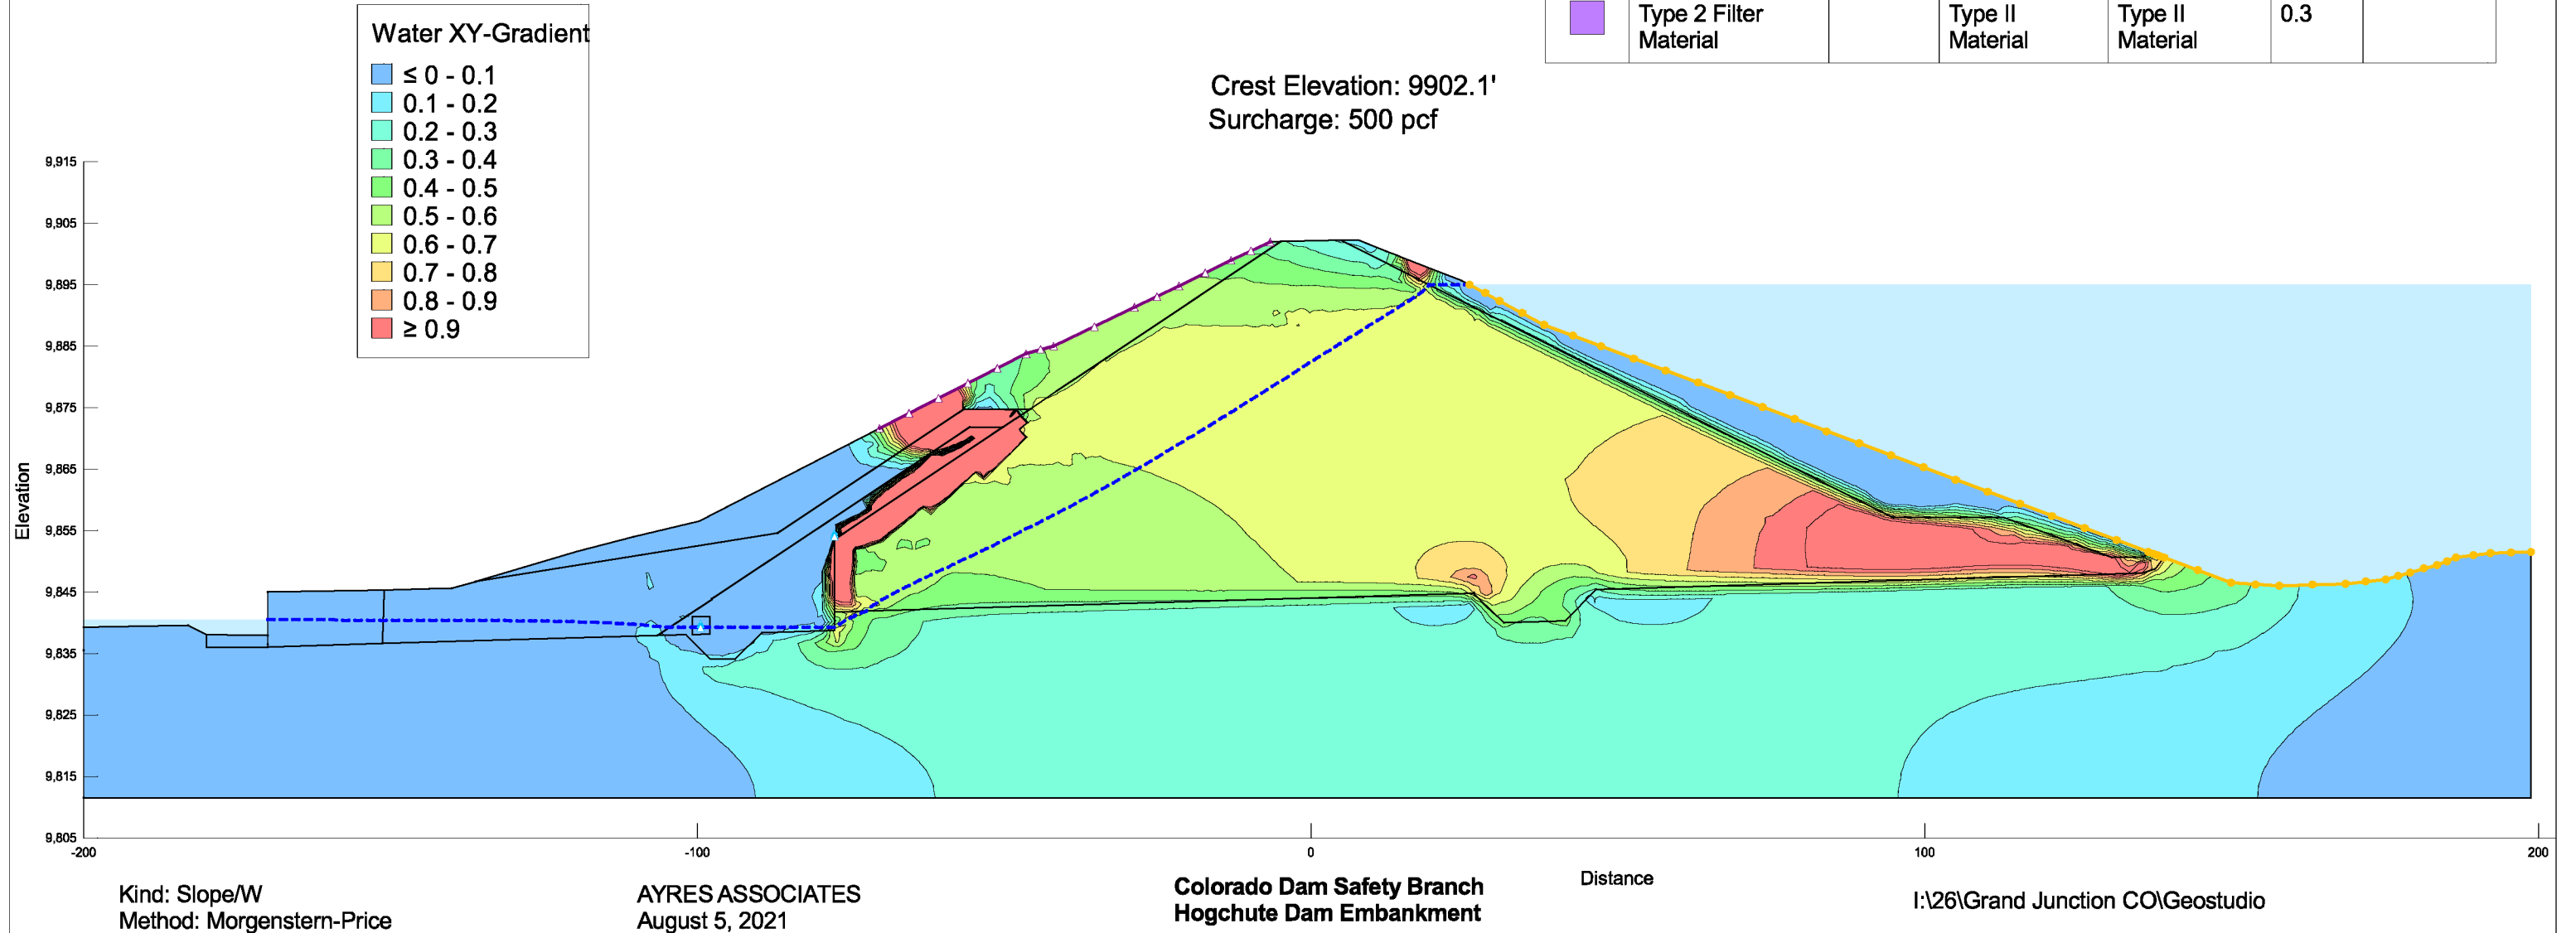 Type 2 Filter
Material
Type II
Material
Type II
Material
0.3
Water XY-Gradient
≤ 0 - 0.1
0.1 - 0.2
0.2 - 0.3
0.3 - 0.4
0.4 - 0.5
0.5 - 0.6
0.6 - 0.7
0.7 - 0.8
0.8 - 0.9
≥ 0.9
Crest Elevation: 9902.1'
Surcharge: 500 pcf
Elevation
9,915
9,905
9,895
9,885
9,875
9,865
9,855
9,845
9,835
9,825
9,815
9,805
-200
-100
0
100
200
Distance
Kind: Slope/W
Method: Morgenstern-Price
AYRES ASSOCIATES
August 5, 2021
Colorado Dam Safety Branch
Hogchute Dam Embankment
I:\26\Grand Junction CO\Geostudio